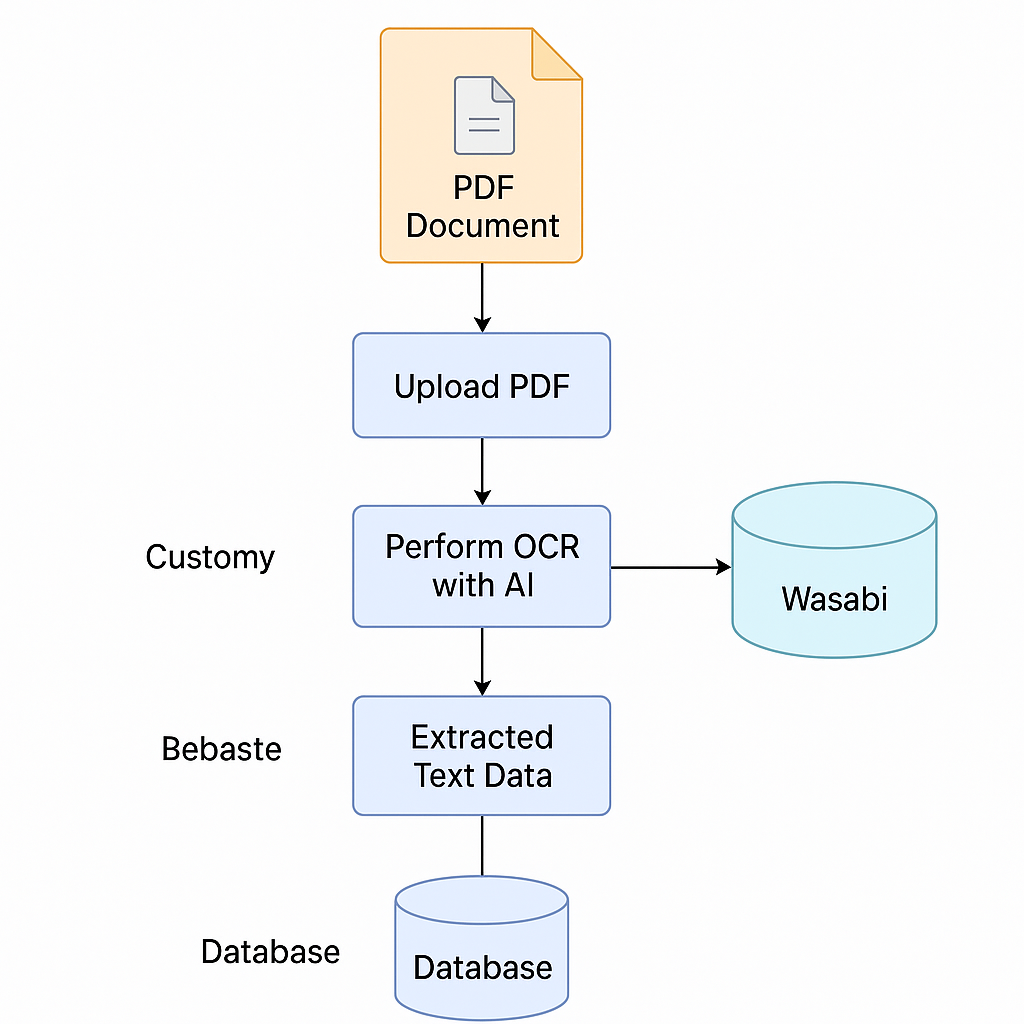 PDF
Document
Upload PDF
Customy
Perform OCR
with AI
Wasabi
Bebaste
Extracted
Text Data
Database
Database